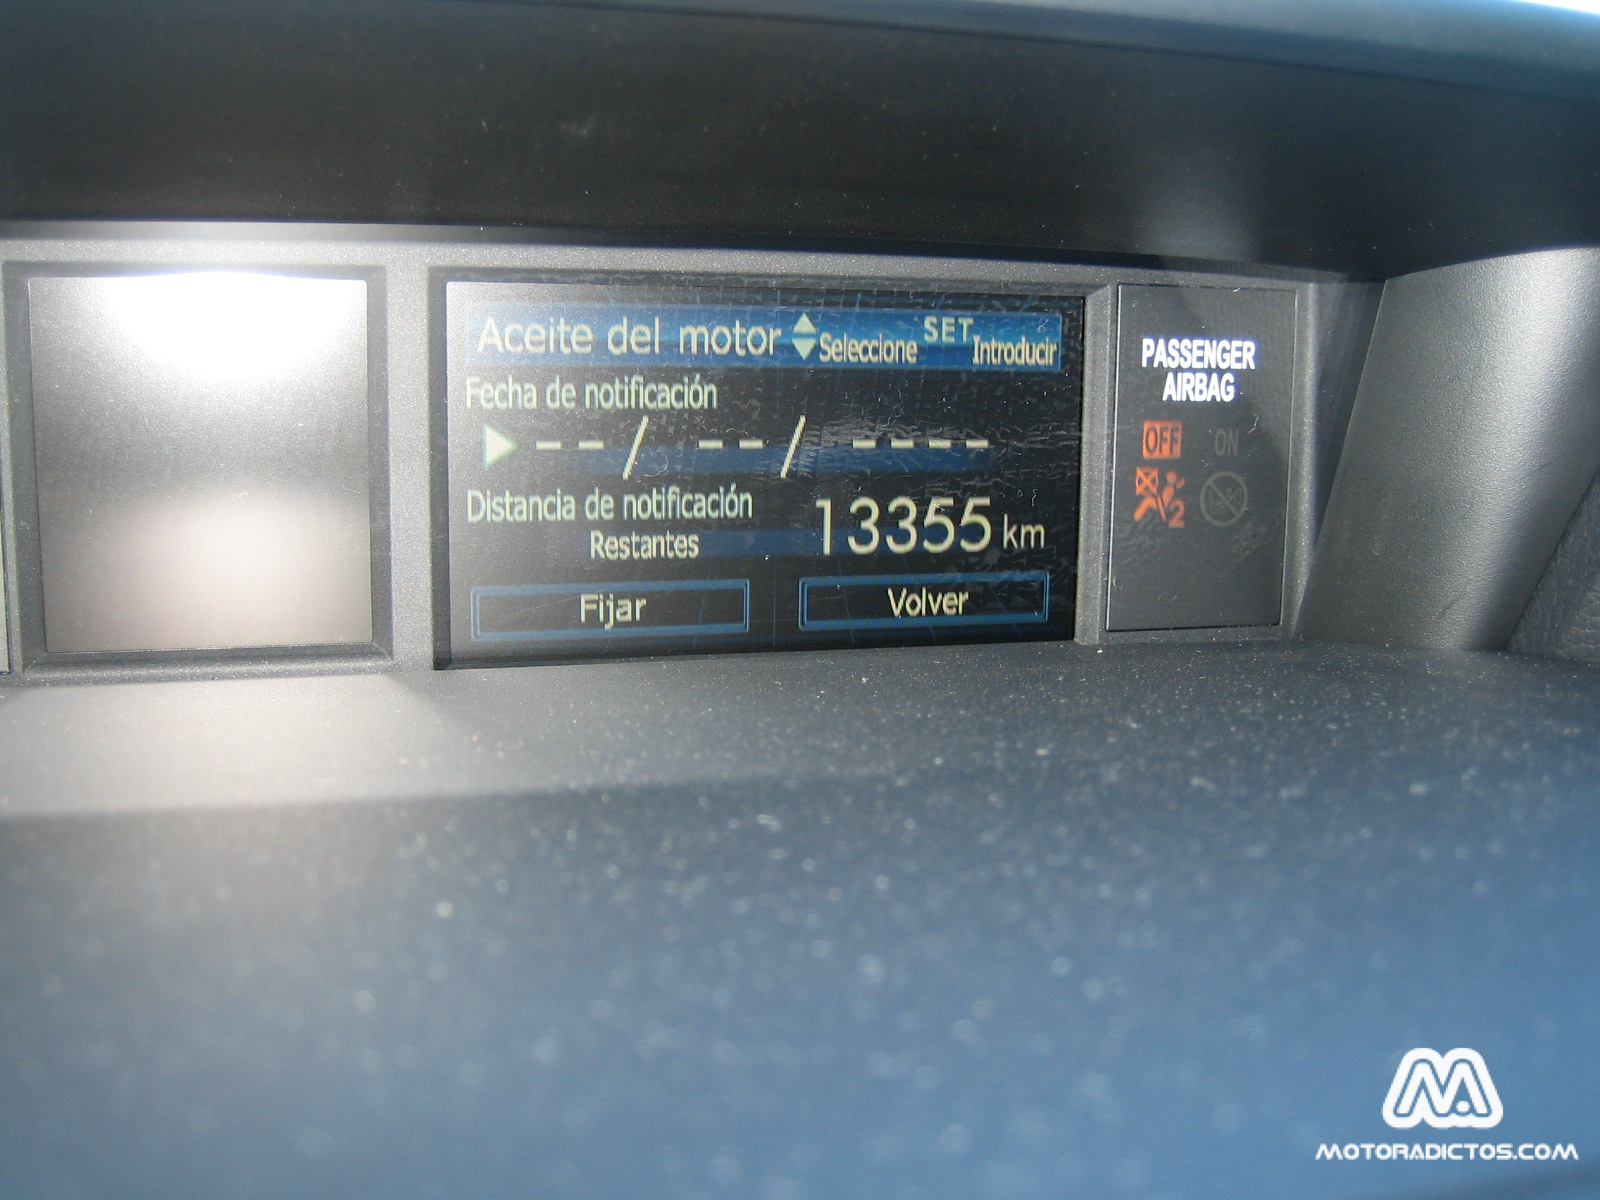 Aceite del motor Seleccione SET Introducir
Fecha de notificación
-- / -- / ----
Distancia de notificación
Restantes 13355 km
Fijar Volver
PASSENGER
AIRBAG
OFF ON
2
MOTORADICTOS.COM